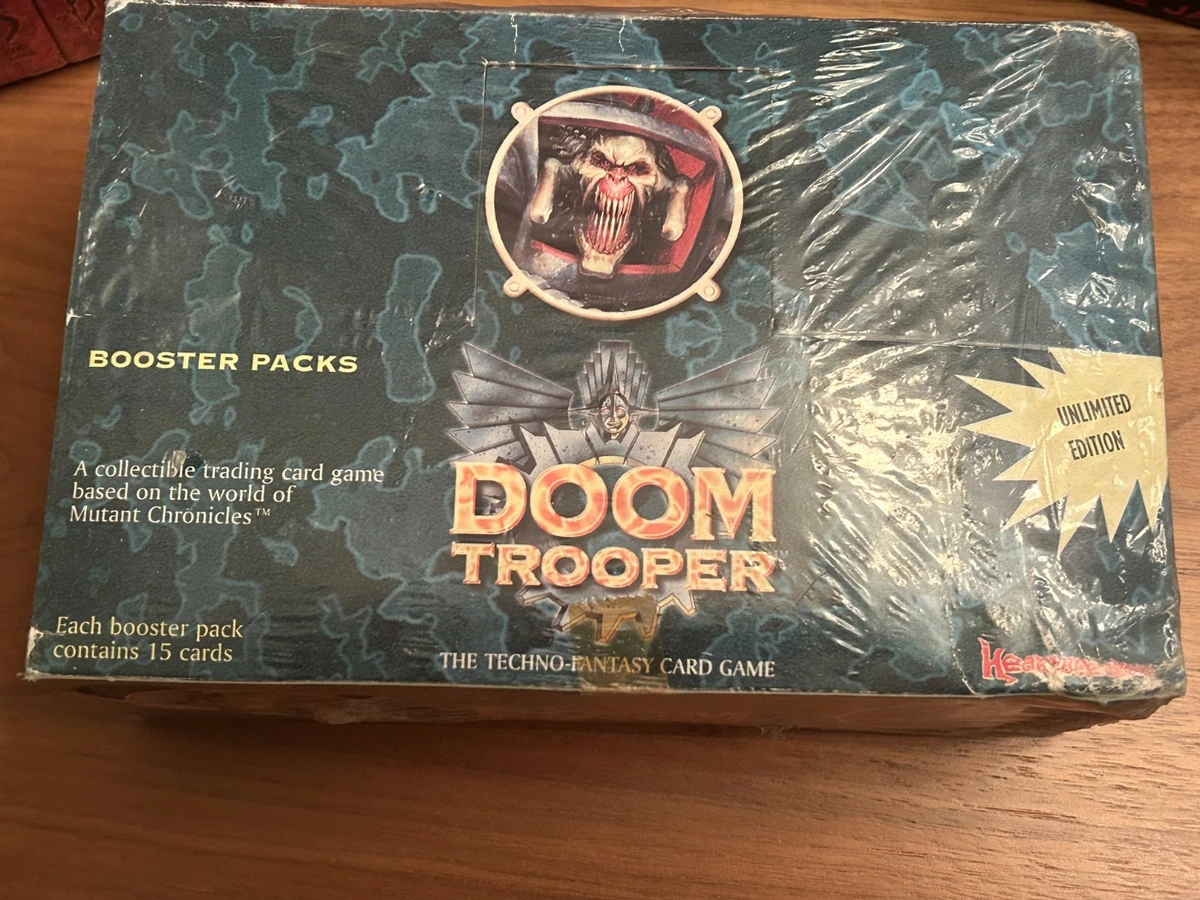 BOOSTER PACKS
A collectible trading card game
based on the world of
Mutant Chronicles™
Each booster pack
contains 15 cards
DOOM
TROOPER™
THE TECHNO-FANTASY CARD GAME
UNLIMITED
EDITION